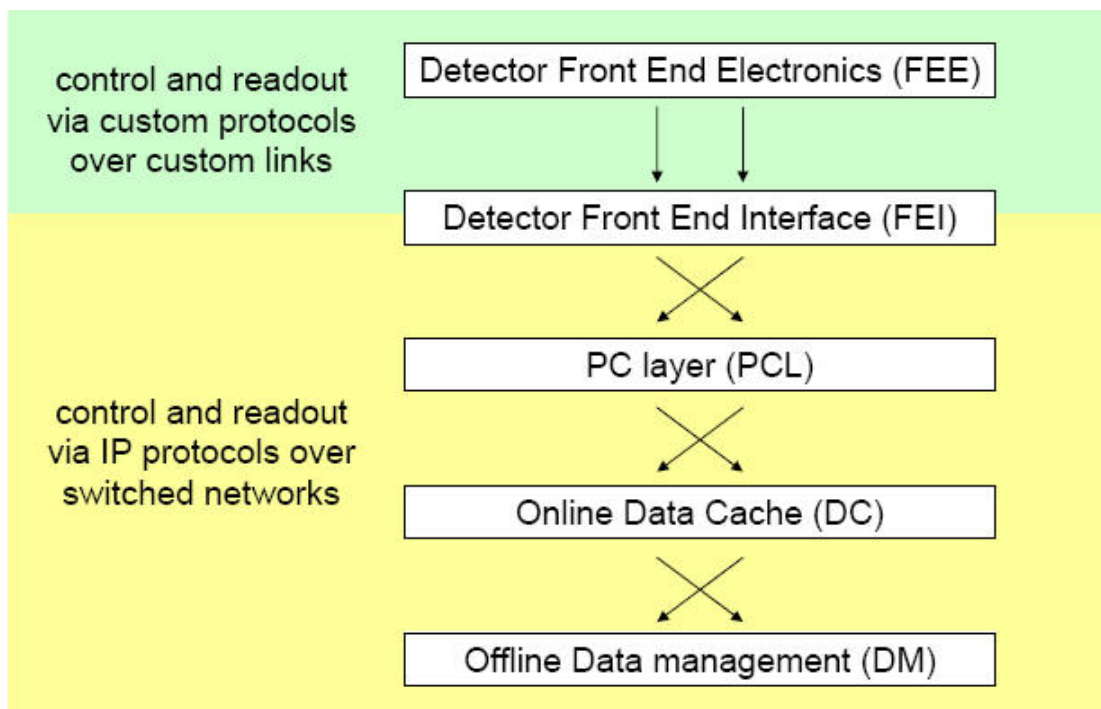 control and readout
via custom protocols
over custom links
Detector Front End Electronics (FEE)
Detector Front End Interface (FEI)
PC layer (PCL)
control and readout
via IP protocols over
switched networks
Online Data Cache (DC)
Offline Data management (DM)